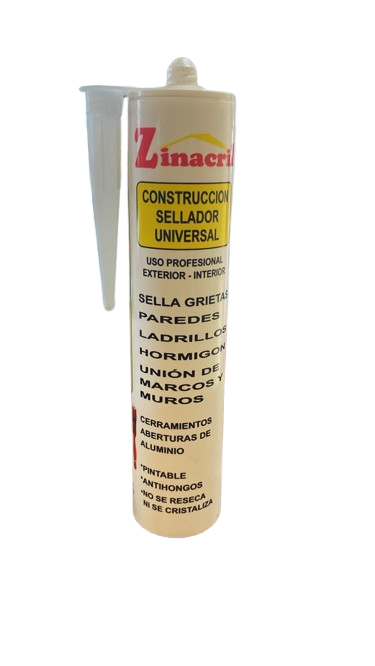 Zinacril
CONSTRUCCION
SELLADOR
UNIVERSAL
USO PROFESIONAL
EXTERIOR - INTERIOR
SELLA GRIETAS
PAREDES
LADRILLOS
HORMIGON
UNIÓN DE
MARCOS Y
MUROS
CERRAMIENTOS
ABERTURAS DE
ALUMINIO
*PINTABLE
*ANTIHONGOS
*NO SE RESECA
NI SE CRISTALIZA